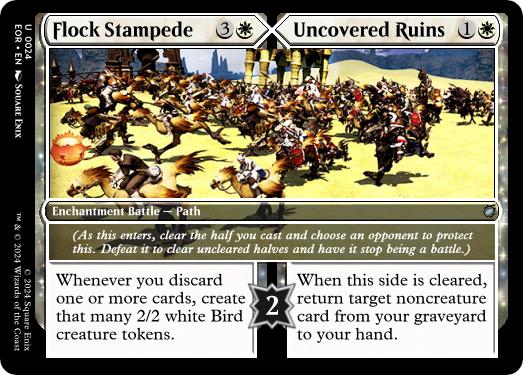 Flock Stampede 3
Uncovered Ruins 1
Enchantment Battle — Path
(As this enters, clear the half you cast and choose an opponent to protect
this. Defeat it to clear uncleared halves and have it stop being a battle.)
Whenever you discard
one or more cards, create
that many 2/2 white Bird
creature tokens.
2
When this side is cleared,
return target noncreature
card from your graveyard
to your hand.
U 0024
EOR • EN SQUARE ENIX
© 2024 Square Enix
™ & © 2024 Wizards of the Coast